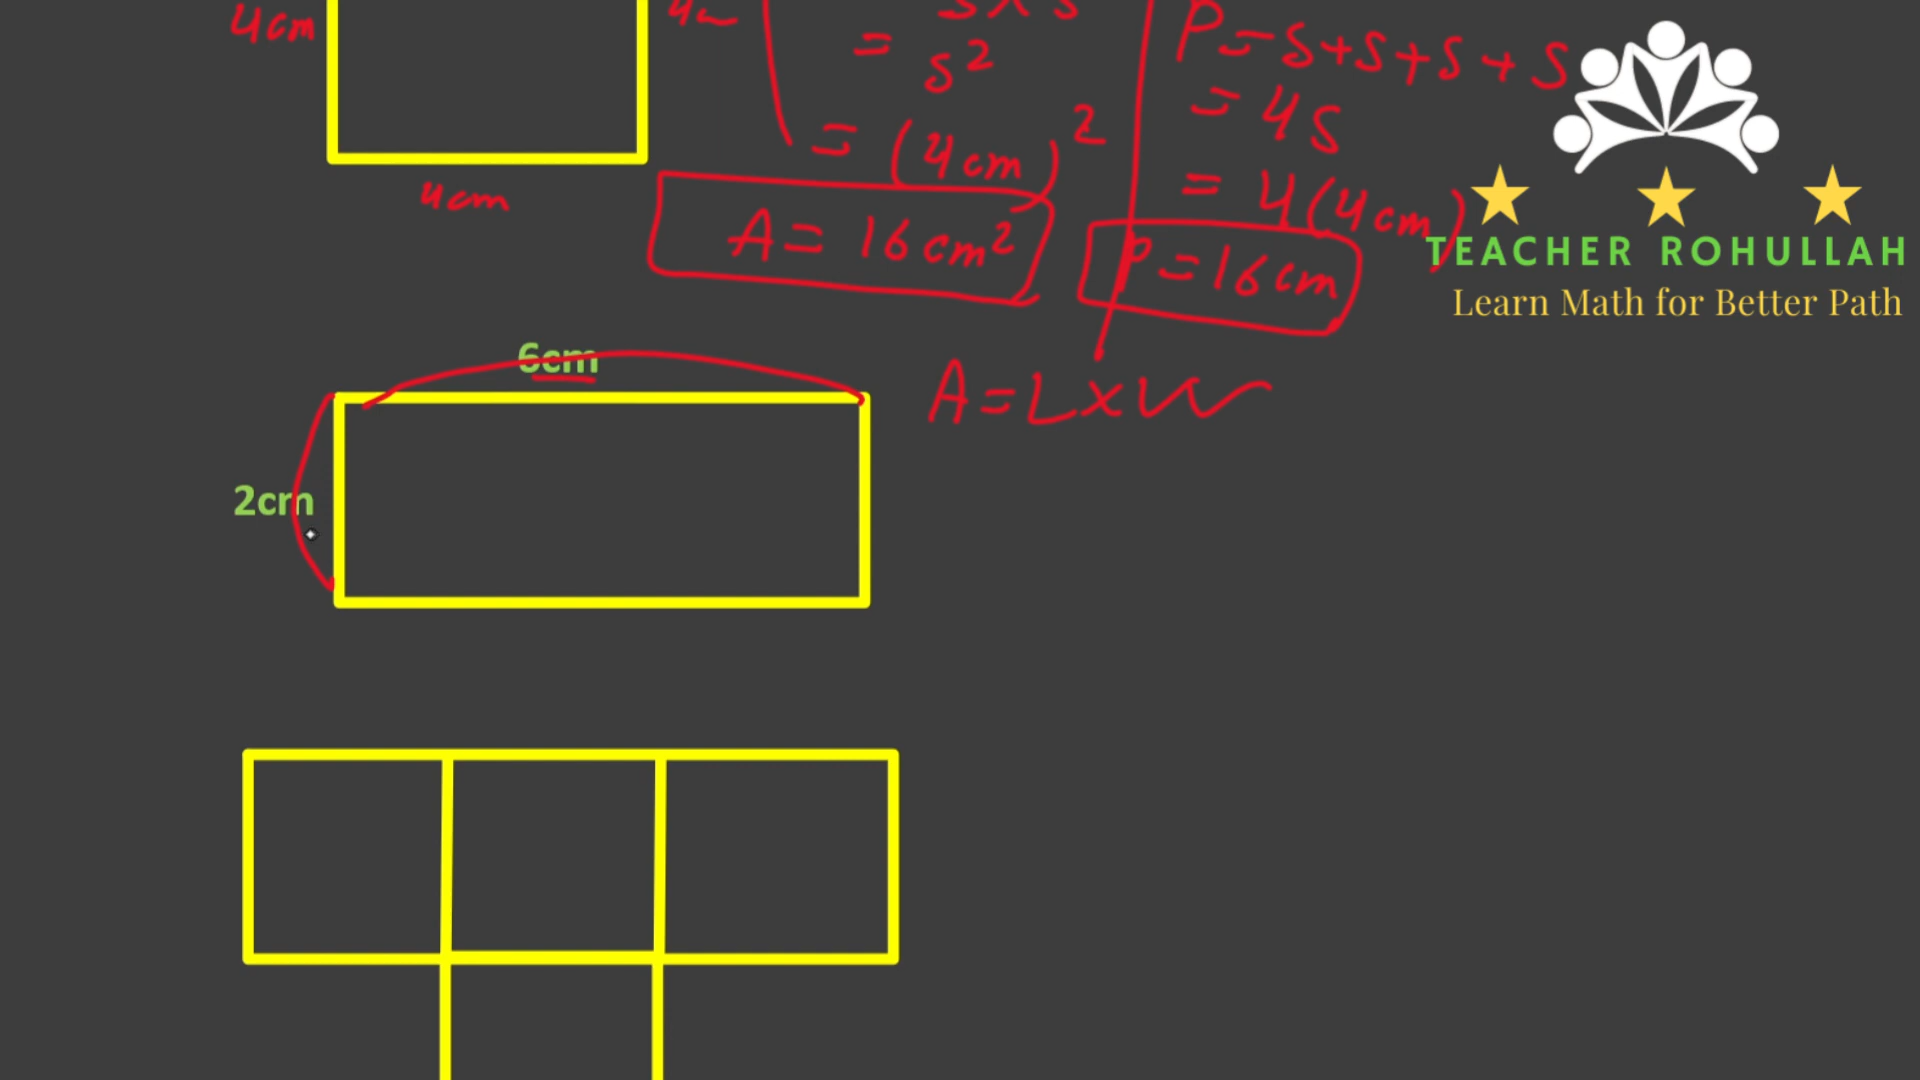 4cm
4cm
= s²
= (4cm)²
A = 16cm²
P = s+s+s+s
= 4s
= 4(4cm)
P = 16cm
TEACHER ROHULLAH
Learn Math for Better Path
6cm
A = L×W
2cm